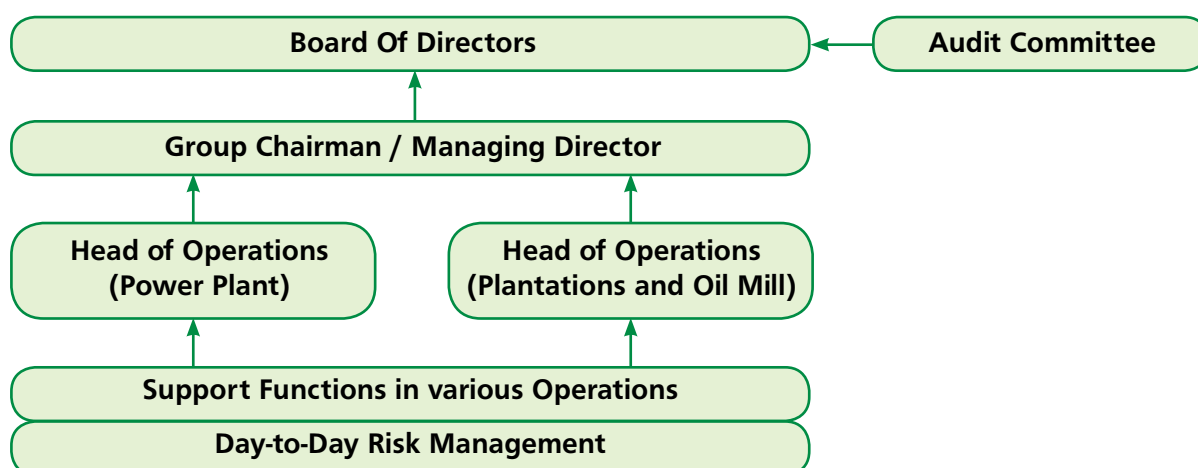 Board Of Directors
Audit Committee
Group Chairman / Managing Director
Head of Operations
(Power Plant)
Head of Operations
(Plantations and Oil Mill)
Support Functions in various Operations
Day-to-Day Risk Management